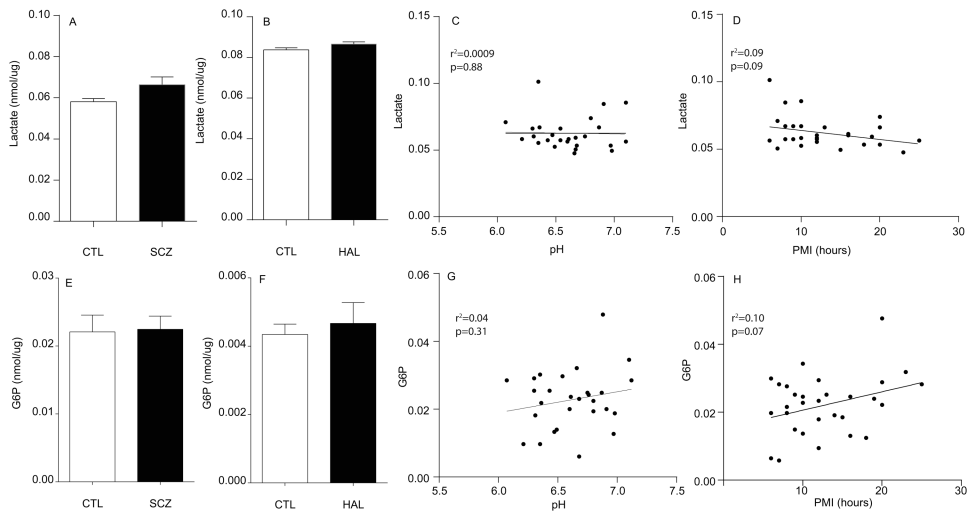 A
Lactate (nmol/ug)
0.10
0.08
0.06
0.04
0.02
0.00
CTL
SCZ
B
Lactate (nmol/ug)
0.10
0.08
0.06
0.04
0.02
0.00
CTL
HAL
C
r²=0.0009
p=0.88
Lactate
0.15
0.10
0.05
0.00
5.5
6.0
6.5
7.0
7.5
pH
D
r²=0.09
p=0.09
Lactate
0.15
0.10
0.05
0.00
0
10
20
30
PMI (hours)
E
G6P (nmol/ug)
0.03
0.02
0.01
0.00
CTL
SCZ
F
G6P (nmol/ug)
0.006
0.004
0.002
0.000
CTL
HAL
G
r²=0.04
p=0.31
G6P
0.06
0.04
0.02
0.00
5.5
6.0
6.5
7.0
7.5
pH
H
r²=0.10
p=0.07
G6P
0.06
0.04
0.02
0.00
0
10
20
30
PMI (hours)